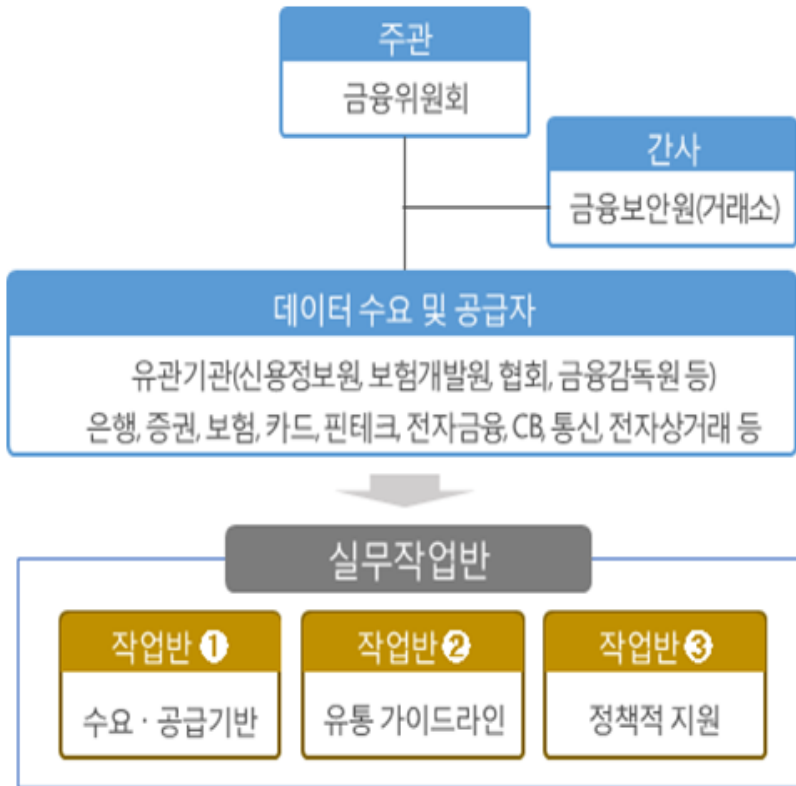 주관
금융위원회
간사
금융보안원(거래소)
데이터 수요 및 공급자
유관기관(신용정보원, 보험개발원, 협회, 금융감독원 등)
은행, 증권, 보험, 카드, 핀테크, 전자금융, CB, 통신, 전자상거래 등
실무작업반
작업반 ❶
수요 · 공급기반
작업반 ❷
유통 가이드라인
작업반 ❸
정책적 지원